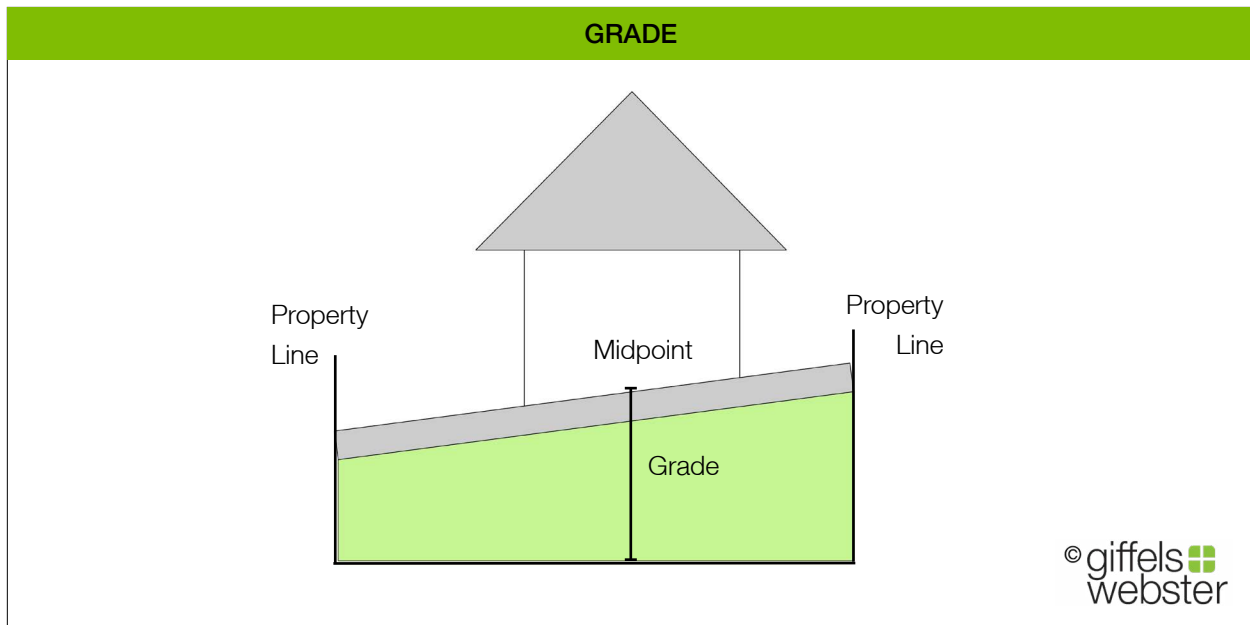 GRADE
Property
Line
Property
Line
Midpoint
Grade
© giffels
webster